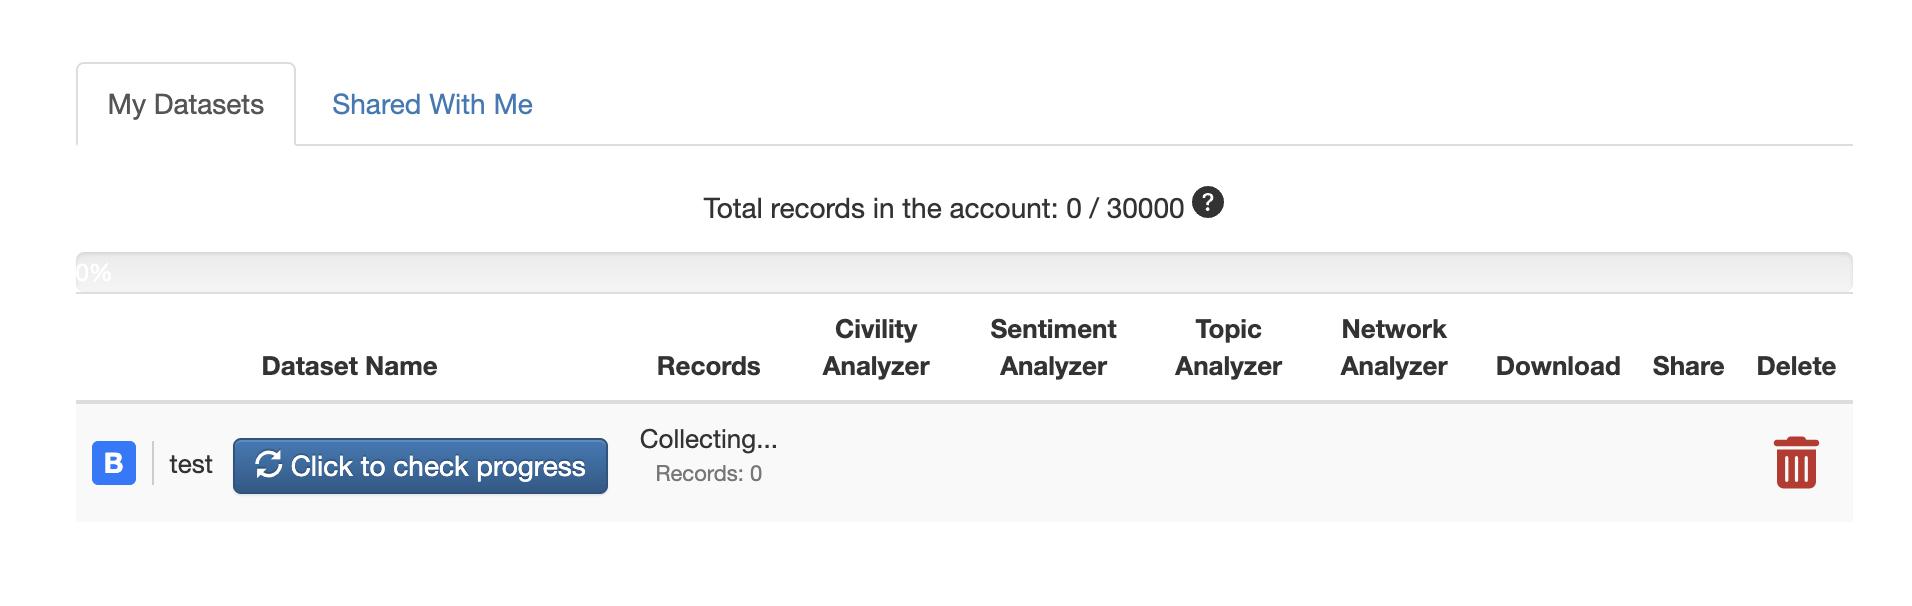 My Datasets Shared With Me
Total records in the account: 0 / 30000 ?
0%
Dataset Name Records Civility Analyzer Sentiment Analyzer Topic Analyzer Network Analyzer Download Share Delete
B test Click to check progress Collecting...
Records: 0